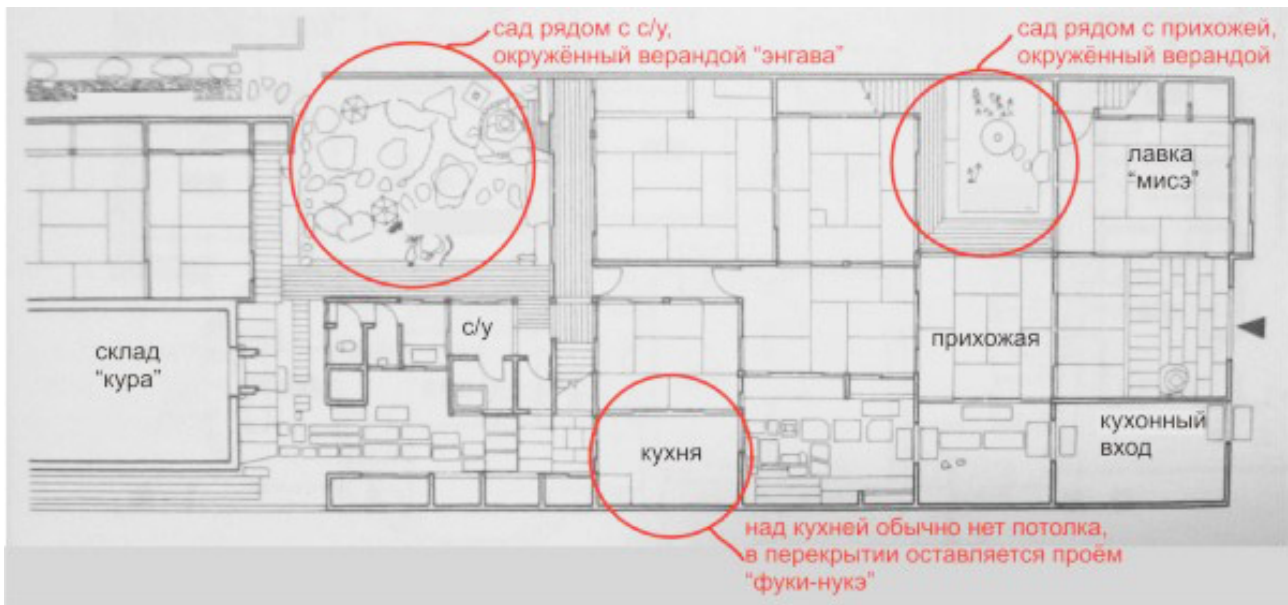 сад рядом с с/у,
окружённый верандой "энгава"
сад рядом с прихожей,
окружённый верандой
лавка
"мисэ"
с/у
прихожая
склад
"кура"
кухня
кухонный
вход
над кухней обычно нет потолка,
в перекрытии оставляется проём
"фуки-нукэ"